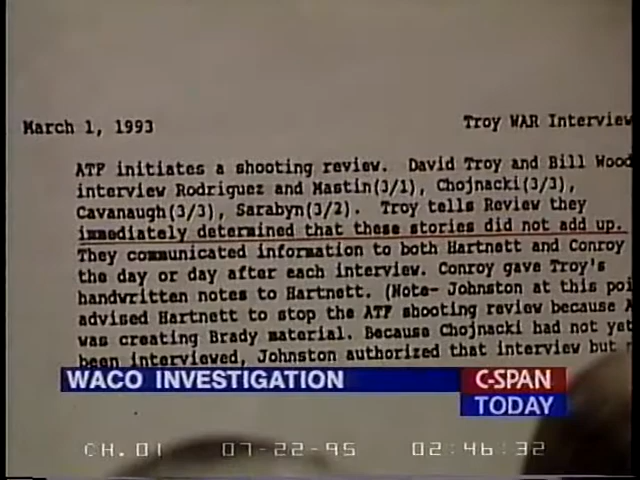 March 1, 1993 Troy WAR Interview
ATF initiates a shooting review. David Troy and Bill Wood
interview Rodriguez and Mastin(3/1), Chojnacki(3/3),
Cavanaugh(3/3), Sarabyn(3/2). Troy tells Review they
immediately determined that these stories did not add up.
They communicated information to both Hartnett and Conroy
the day or day after each interview. Conroy gave Troy's
handwritten notes to Hartnett. (Note- Johnston at this poi
advised Hartnett to stop the ATF shooting review because A
was creating Brady material. Because Chojnacki had not yet
been interviewed, Johnston authorized that interview but
WACO INVESTIGATION
C-SPAN
TODAY
CH.01 07-22-95 02:46:32